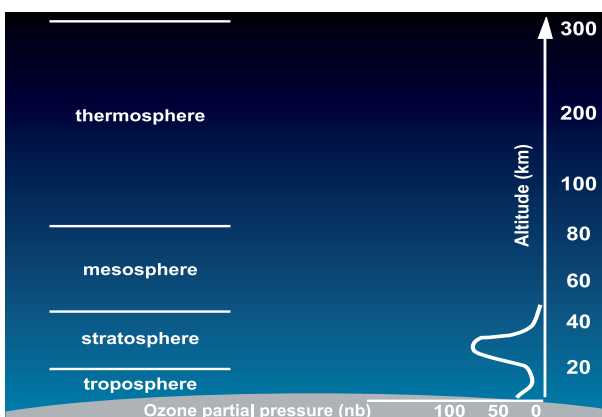 300
thermosphere
200
Altitude (km)
100
80
mesosphere
60
40
stratosphere
20
troposphere
Ozone partial pressure (nb) 100 50 0